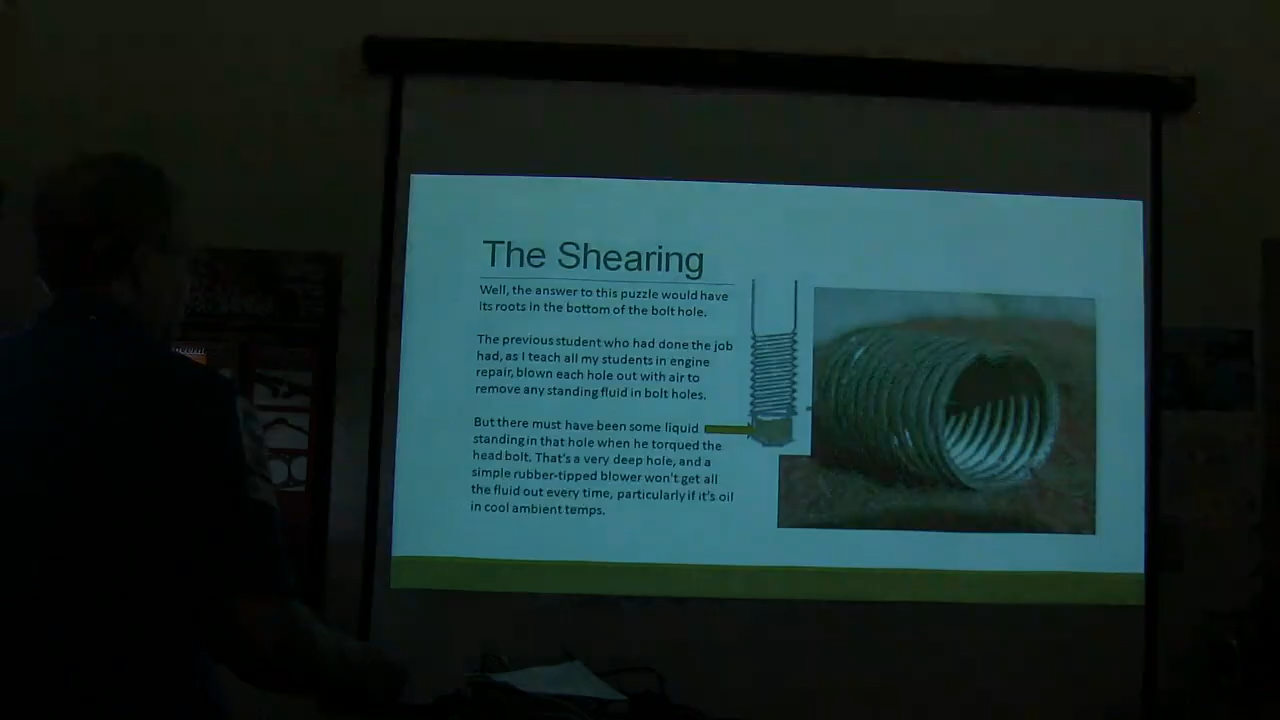 The Shearing
Well, the answer to this puzzle would have
its roots in the bottom of the bolt hole.
The previous student who had done the job
had, as I teach all my students in engine
repair, blown each hole out with air to
remove any standing fluid in bolt holes.
But there must have been some liquid
standing in that hole when he torqued the
head bolt. That's a very deep hole, and a
simple rubber-tipped blower won't get all
the fluid out every time, particularly if it's oil
in cool ambient temps.